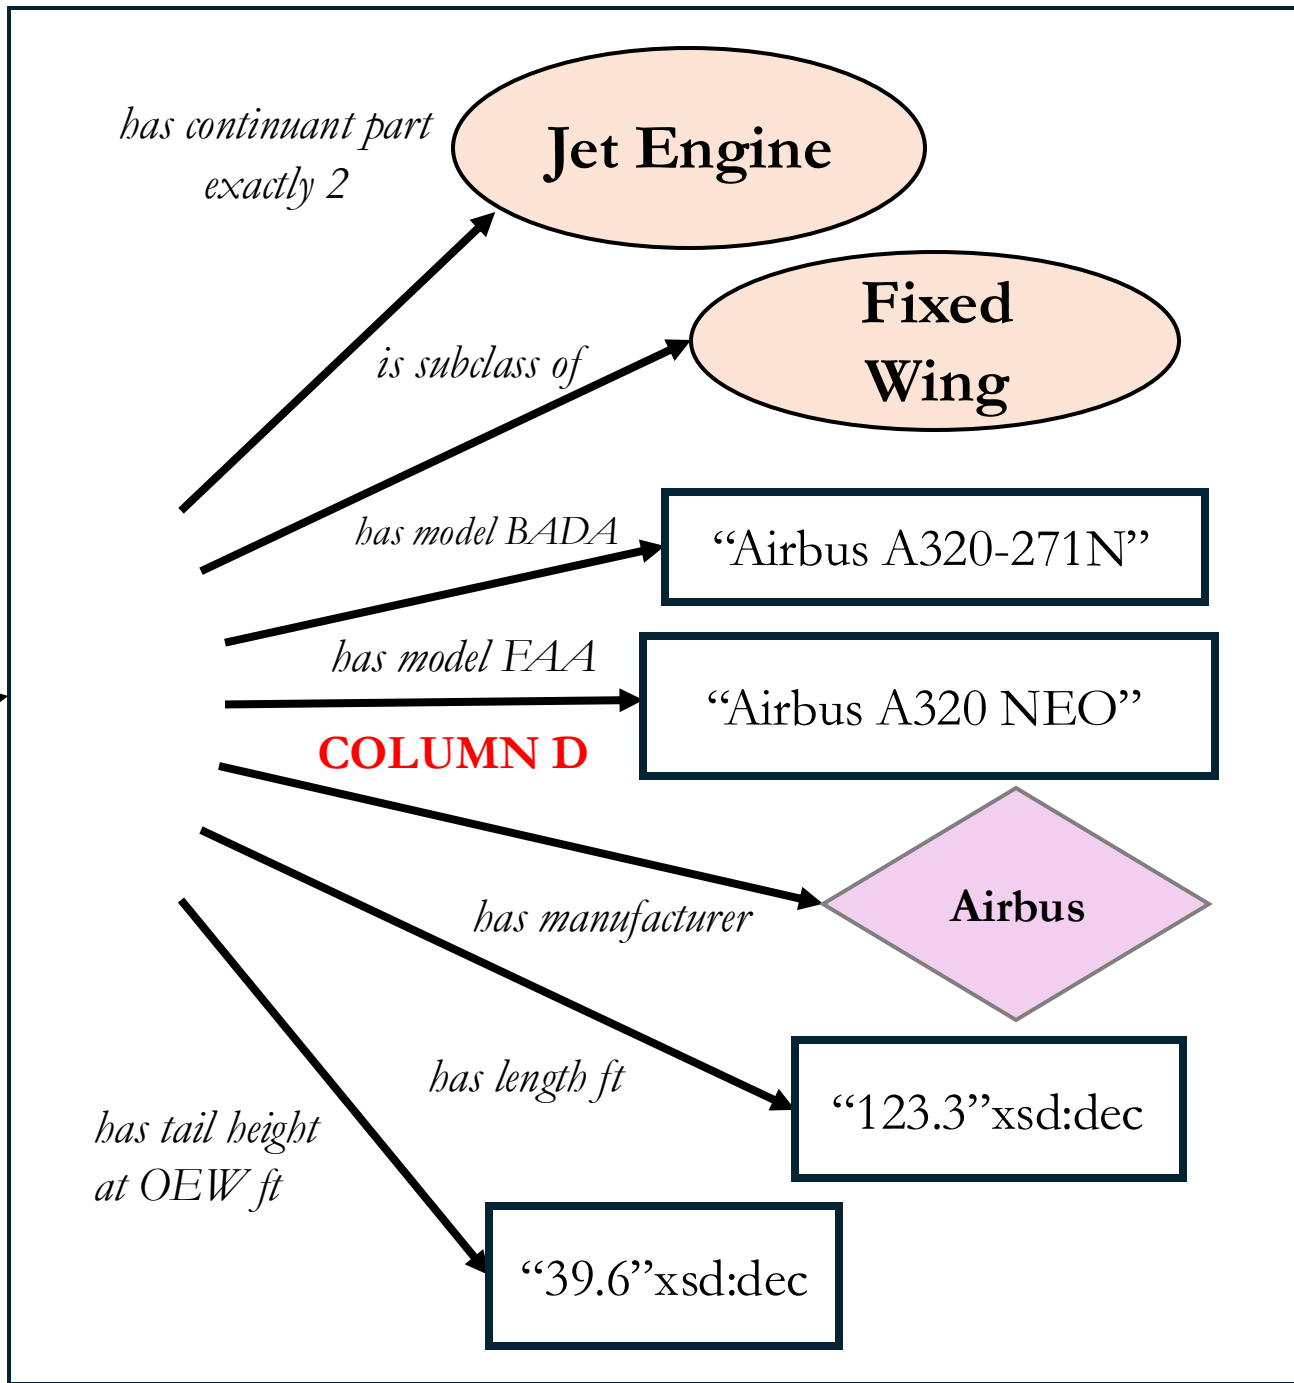 has continuant part
exactly 2
Jet Engine
is subclass of
Fixed
Wing
has model BADA
“Airbus A320-271N”
has model FAA
“Airbus A320 NEO”
COLUMN D
has manufacturer
Airbus
has length ft
“123.3”xsd:dec
has tail height
at OEW ft
“39.6”xsd:dec